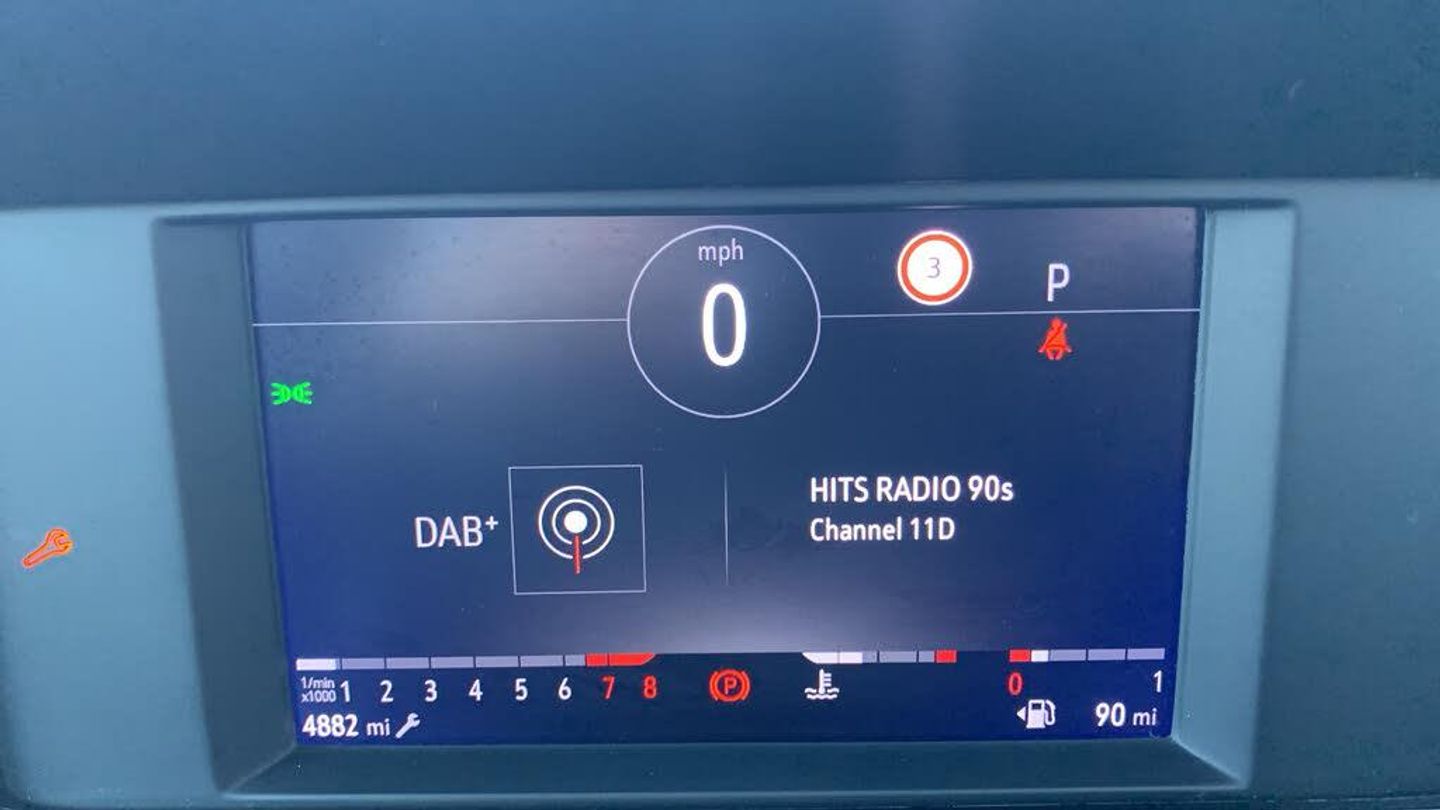 mph
0
3
P
DAB+
HITS RADIO 90s
Channel 11D
1/min
x1000
1 2 3 4 5 6 7 8
P
0 1
4882 mi
90 mi